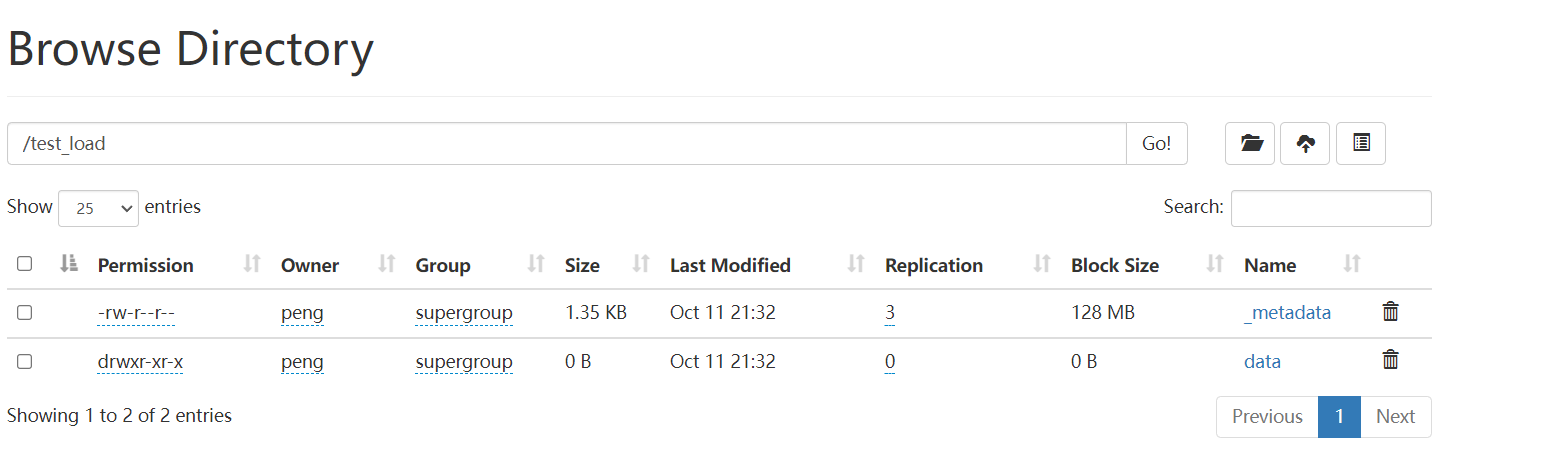 Browse Directory
/test_load Go!
Show 25 entries Search:
Permission Owner Group Size Last Modified Replication Block Size Name
-rw-r--r-- peng supergroup 1.35 KB Oct 11 21:32 3 128 MB _metadata
drwxr-xr-x peng supergroup 0 B Oct 11 21:32 0 0 B data
Showing 1 to 2 of 2 entries Previous 1 Next